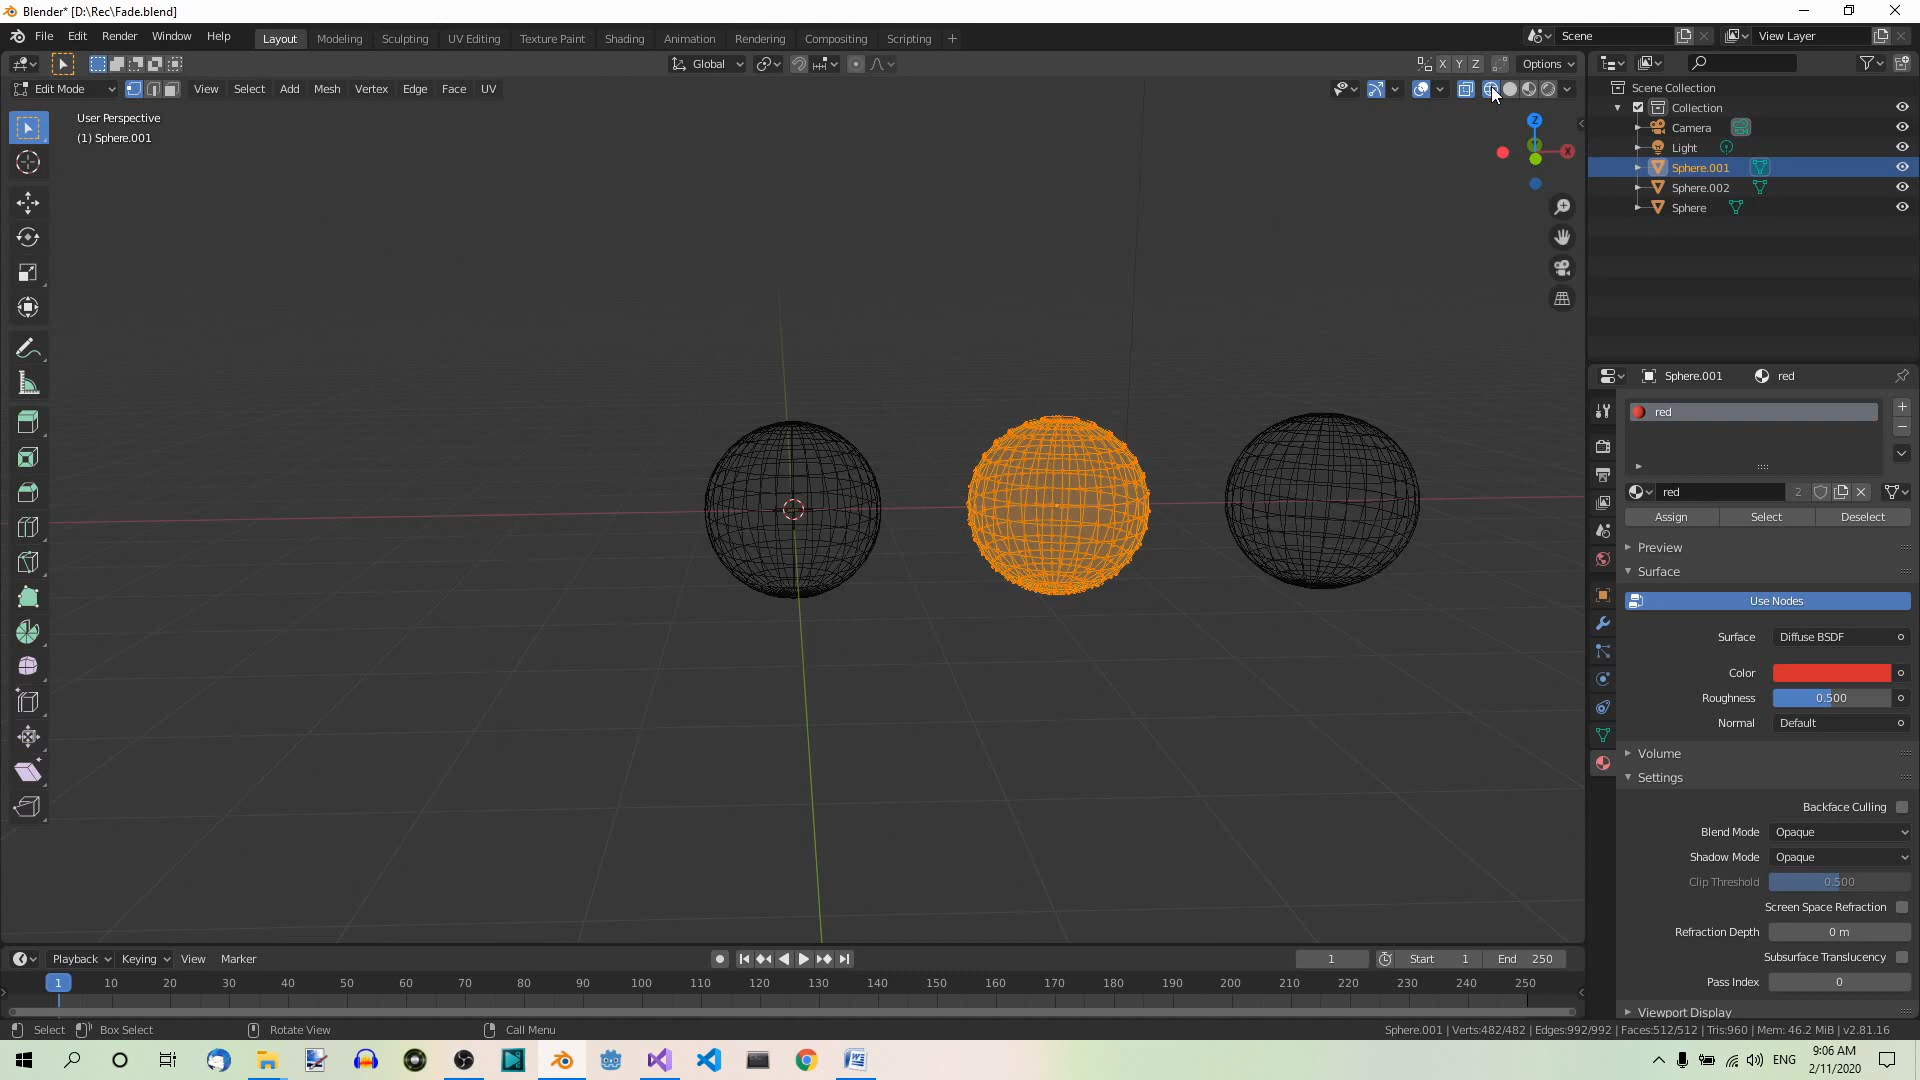 Blender* [D:\Rec\Fade.blend]
File Edit Render Window Help
Layout Modeling Sculpting UV Editing Texture Paint Shading Animation Rendering Compositing Scripting +
Scene
View Layer
Global
X Y Z
Options
Edit Mode
View Select Add Mesh Vertex Edge Face UV
User Perspective
(1) Sphere.001
Z
X
Scene Collection
Collection
Camera
Light
Sphere.001
Sphere.002
Sphere
Sphere.001 red
red
red 2
Assign Select Deselect
Preview
Surface
Use Nodes
Surface Diffuse BSDF
Color
Roughness 0.500
Normal Default
Volume
Settings
Backface Culling
Blend Mode Opaque
Shadow Mode Opaque
Clip Threshold 0.500
Screen Space Refraction
Refraction Depth 0 m
Subsurface Translucency
Pass Index 0
Viewport Display
Playback Keying View Marker
1 Start 1 End 250
1 10 20 30 40 50 60 70 80 90 100 110 120 130 140 150 160 170 180 190 200 210 220 230 240 250
Select Box Select Rotate View Call Menu
Sphere.001 | Verts:482/482 | Edges:992/992 | Faces:512/512 | Tris:960 | Mem: 46.2 MiB | v2.81.16
ENG
9:06 AM
2/11/2020